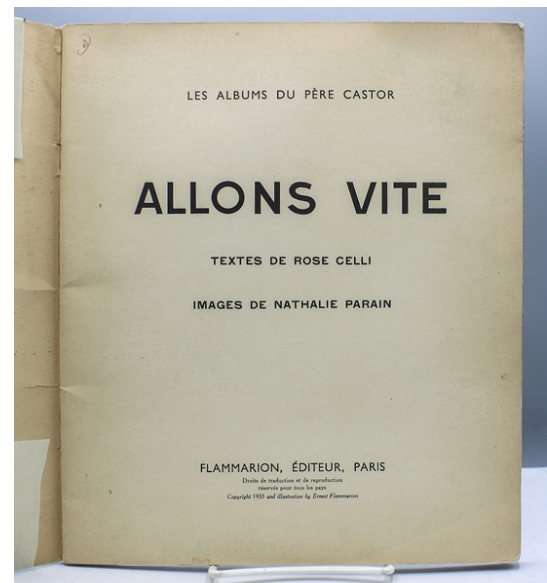 LES ALBUMS DU PÈRE CASTOR
ALLONS VITE
TEXTES DE ROSE CELLI
IMAGES DE NATHALIE PARAIN
FLAMMARION, ÉDITEUR, PARIS
Droits de traduction et de reproduction
réservés pour tous les pays
Copyright 1933 and illustration by Ernest Flammarion